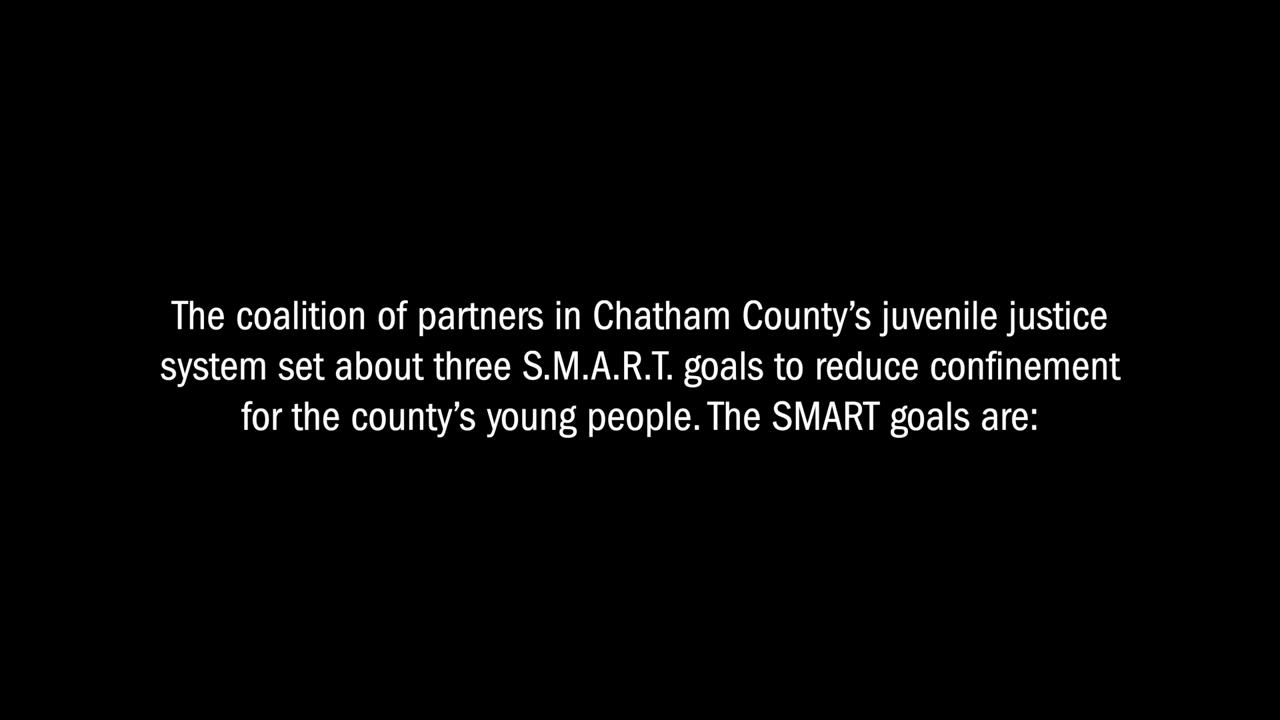 The coalition of partners in Chatham County’s juvenile justice
system set about three S.M.A.R.T. goals to reduce confinement
for the county’s young people. The SMART goals are: